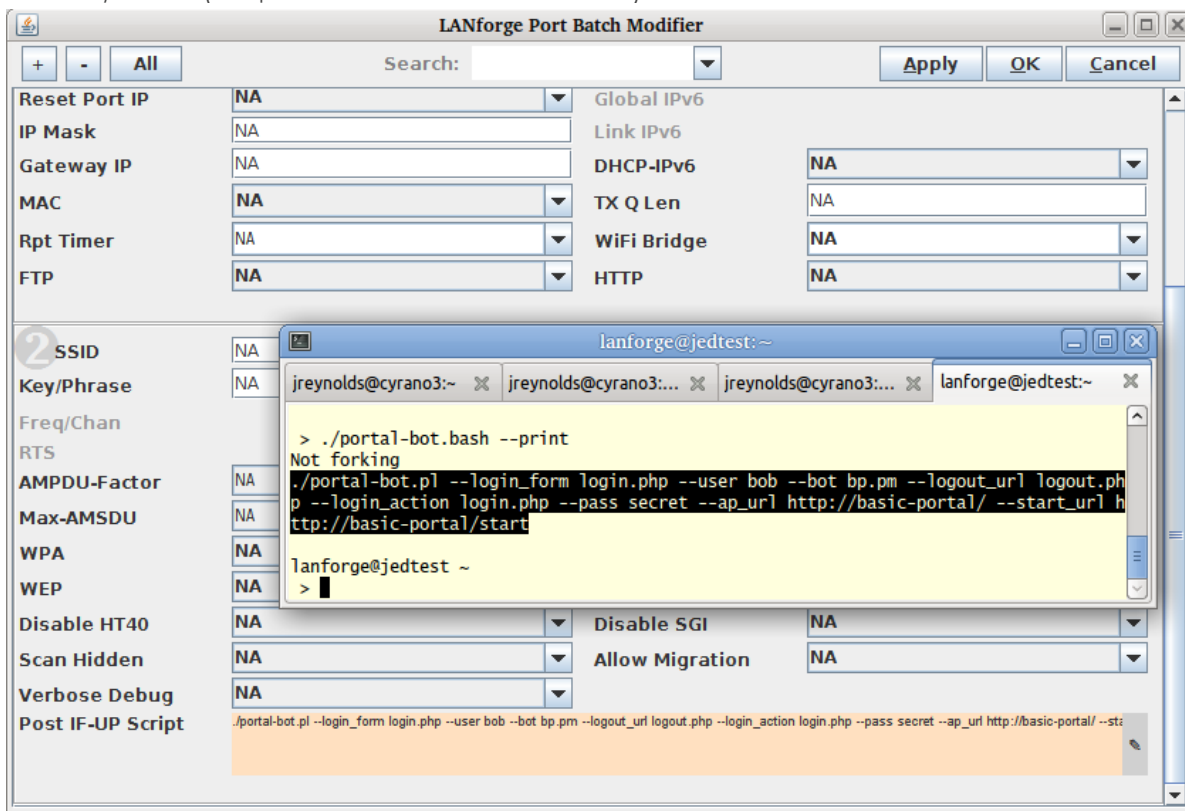 LANforge Port Batch Modifier
+ - All Search: Apply OK Cancel
Reset Port IP NA Global IPv6
IP Mask NA Link IPv6
Gateway IP NA DHCP-IPv6 NA
MAC NA TX Q Len NA
Rpt Timer NA WiFi Bridge NA
FTP NA HTTP NA
2 SSID NA
Key/Phrase NA
Freq/Chan
RTS
AMPDU-Factor NA
Max-AMSDU NA
WPA NA
WEP NA
lanforge@jedtest:~
jreynolds@cyrano3:~ jreynolds@cyrano3:... jreynolds@cyrano3:... lanforge@jedtest:~
> ./portal-bot.bash --print
Not forking
./portal-bot.pl --login_form login.php --user bob --bot bp.pm --logout_url logout.ph
p --login_action login.php --pass secret --ap_url http://basic-portal/ --start_url h
ttp://basic-portal/start
lanforge@jedtest ~
>
Disable HT40 NA Disable SGI NA
Scan Hidden NA Allow Migration NA
Verbose Debug NA
Post IF-UP Script ./portal-bot.pl --login_form login.php --user bob --bot bp.pm --logout_url logout.php --login_action login.php --pass secret --ap_url http://basic-portal/ --sta